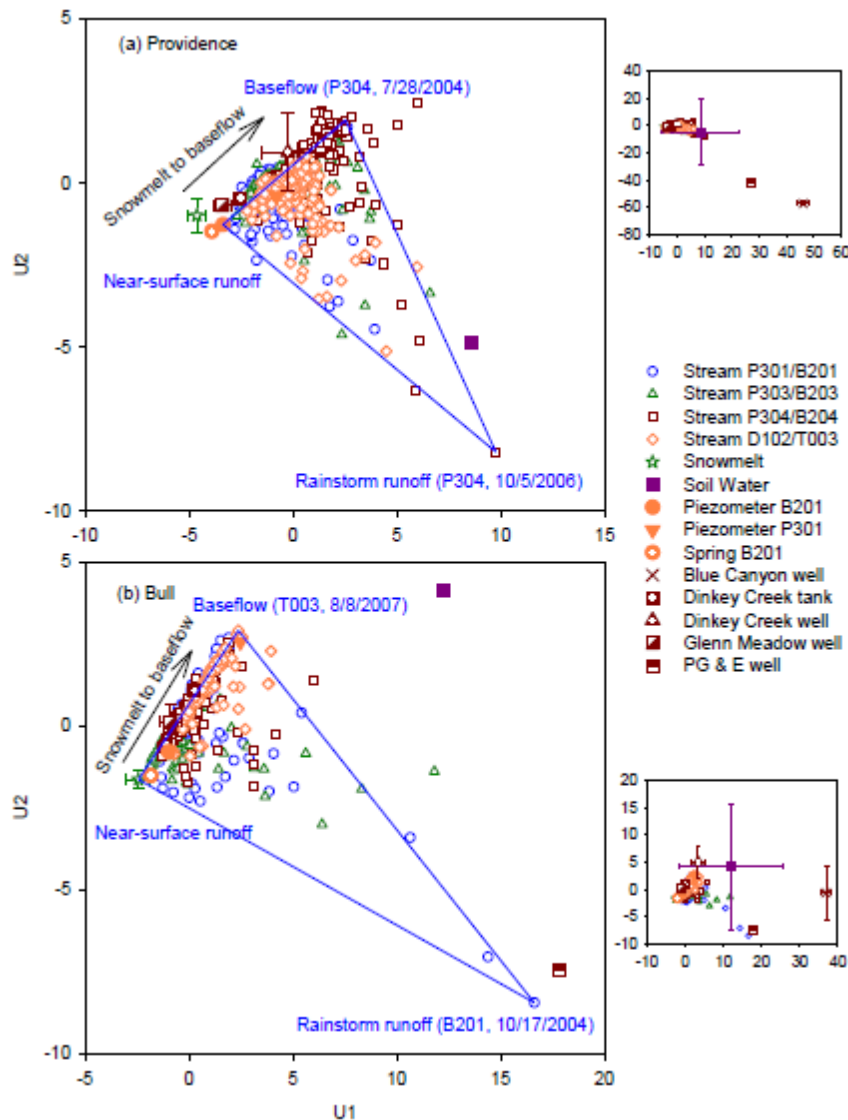 5
(a) Providence
Baseflow (P304, 7/28/2004)
Snowmelt to baseflow
0
U2
Near-surface runoff
-5
Rainstorm runoff (P304, 10/5/2006)
-10
-10 -5 0 5 10 15
40
20
0
-20
-40
-60
-80
-10 0 10 20 30 40 50 60
Stream P301/B201
Stream P303/B203
Stream P304/B204
Stream D102/T003
Snowmelt
Soil Water
Piezometer B201
Piezometer P301
Spring B201
Blue Canyon well
Dinkey Creek tank
Dinkey Creek well
Glenn Meadow well
PG & E well
5
(b) Bull
Baseflow (T003, 8/8/2007)
Snowmelt to baseflow
0
U2
Near-surface runoff
-5
Rainstorm runoff (B201, 10/17/2004)
-10
-5 0 5 10 15 20
U1
20
15
10
5
0
-5
-10
-10 0 10 20 30 40